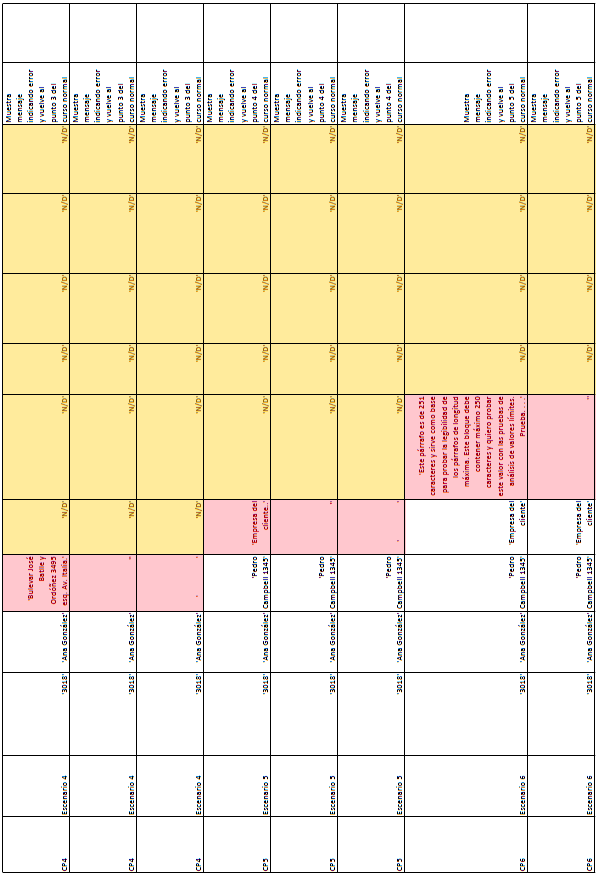 CP4
Escenario 4
'3018'
'Ana González'
'Bulevar José
Batlle y
Ordóñez 3495
esq. Av. Italia.'
'N/D'
'N/D'
'N/D'
'N/D'
'N/D'
'N/D'
Muestra
mensaje
indicando error
y vuelve al
punto 3 del
curso normal
CP4
Escenario 4
'3018'
'Ana González'
''
'N/D'
'N/D'
'N/D'
'N/D'
'N/D'
'N/D'
Muestra
mensaje
indicando error
y vuelve al
punto 3 del
curso normal
CP4
Escenario 4
'3018'
'Ana González'
' '
'N/D'
'N/D'
'N/D'
'N/D'
'N/D'
'N/D'
Muestra
mensaje
indicando error
y vuelve al
punto 3 del
curso normal
CP5
Escenario 5
'3018'
'Ana González'
'Pedro
Campbell 1345'
'Empresa del
cliente.'
'N/D'
'N/D'
'N/D'
'N/D'
'N/D'
Muestra
mensaje
indicando error
y vuelve al
punto 4 del
curso normal
CP5
Escenario 5
'3018'
'Ana González'
'Pedro
Campbell 1345'
''
'N/D'
'N/D'
'N/D'
'N/D'
'N/D'
Muestra
mensaje
indicando error
y vuelve al
punto 4 del
curso normal
CP5
Escenario 5
'3018'
'Ana González'
'Pedro
Campbell 1345'
' '
'N/D'
'N/D'
'N/D'
'N/D'
'N/D'
Muestra
mensaje
indicando error
y vuelve al
punto 4 del
curso normal
CP6
Escenario 6
'3018'
'Ana González'
'Pedro
Campbell 1345'
'Empresa del
cliente'
'Este párrafo es de 251
caracteres y sirve como base
para probar la legibilidad de
los párrafos de longitud
máxima. Este bloque debe
contener máximo 250
caracteres y quiero probar
este valor con las pruebas de
análisis de valores límites.
Prueba. . . .'
'N/D'
'N/D'
'N/D'
'N/D'
Muestra
mensaje
indicando error
y vuelve al
punto 5 del
curso normal
CP6
Escenario 6
'3018'
'Ana González'
'Pedro
Campbell 1345'
'Empresa del
cliente'
''
'N/D'
'N/D'
'N/D'
'N/D'
Muestra
mensaje
indicando error
y vuelve al
punto 5 del
curso normal